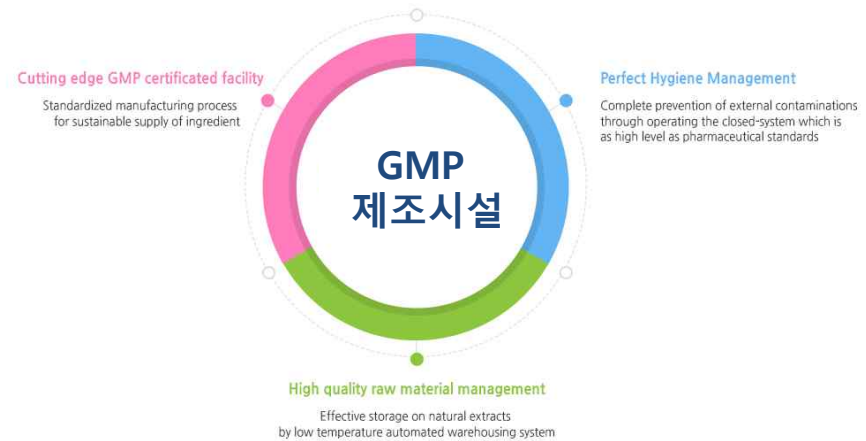 Cutting edge GMP certificated facility
Standardized manufacturing process
for sustainable supply of ingredient
Perfect Hygiene Management
Complete prevention of external contaminations
through operating the closed-system which is
as high level as pharmaceutical standards
GMP
제조시설
High quality raw material management
Effective storage on natural extracts
by low temperature automated warehousing system